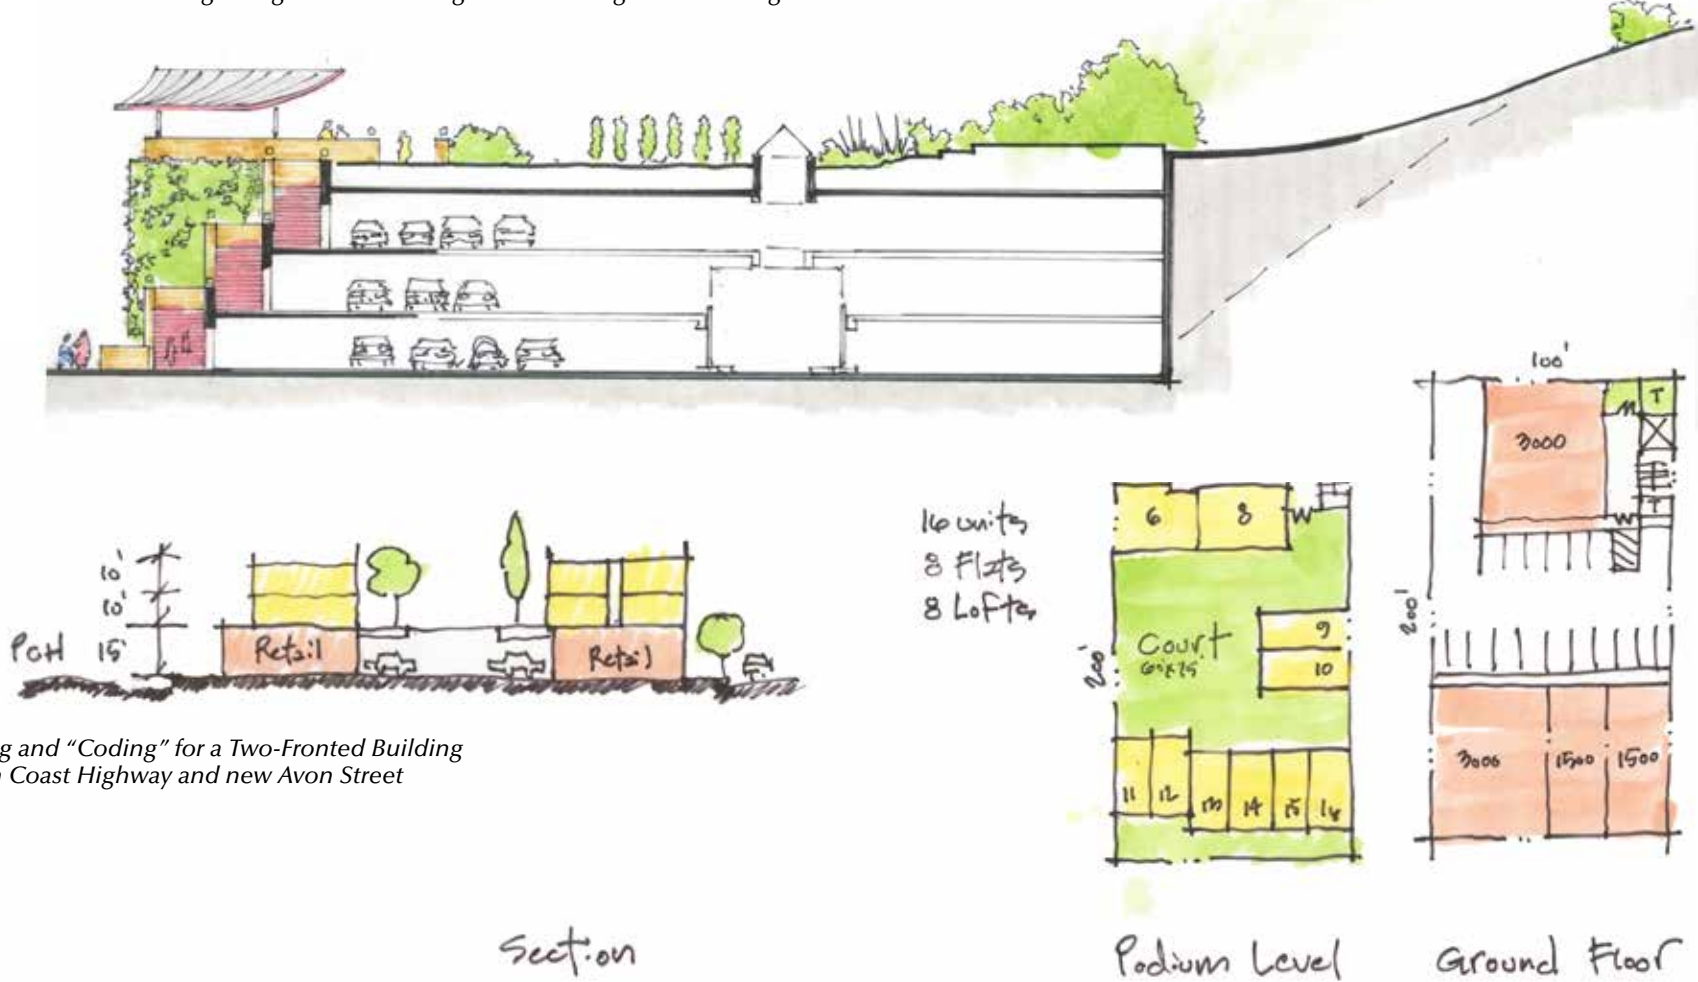 100'
3000
T
T
200'
3000
1500
1500
16 units
8 Flats
8 Lofts
6
8
9
10
Court
200'
11
12
13
14
15
16
10'
10'
PCH 15'
Retail
Retail
g and “Coding” for a Two-Fronted Building
Coast Highway and new Avon Street
Section
Podium Level
Ground Floor